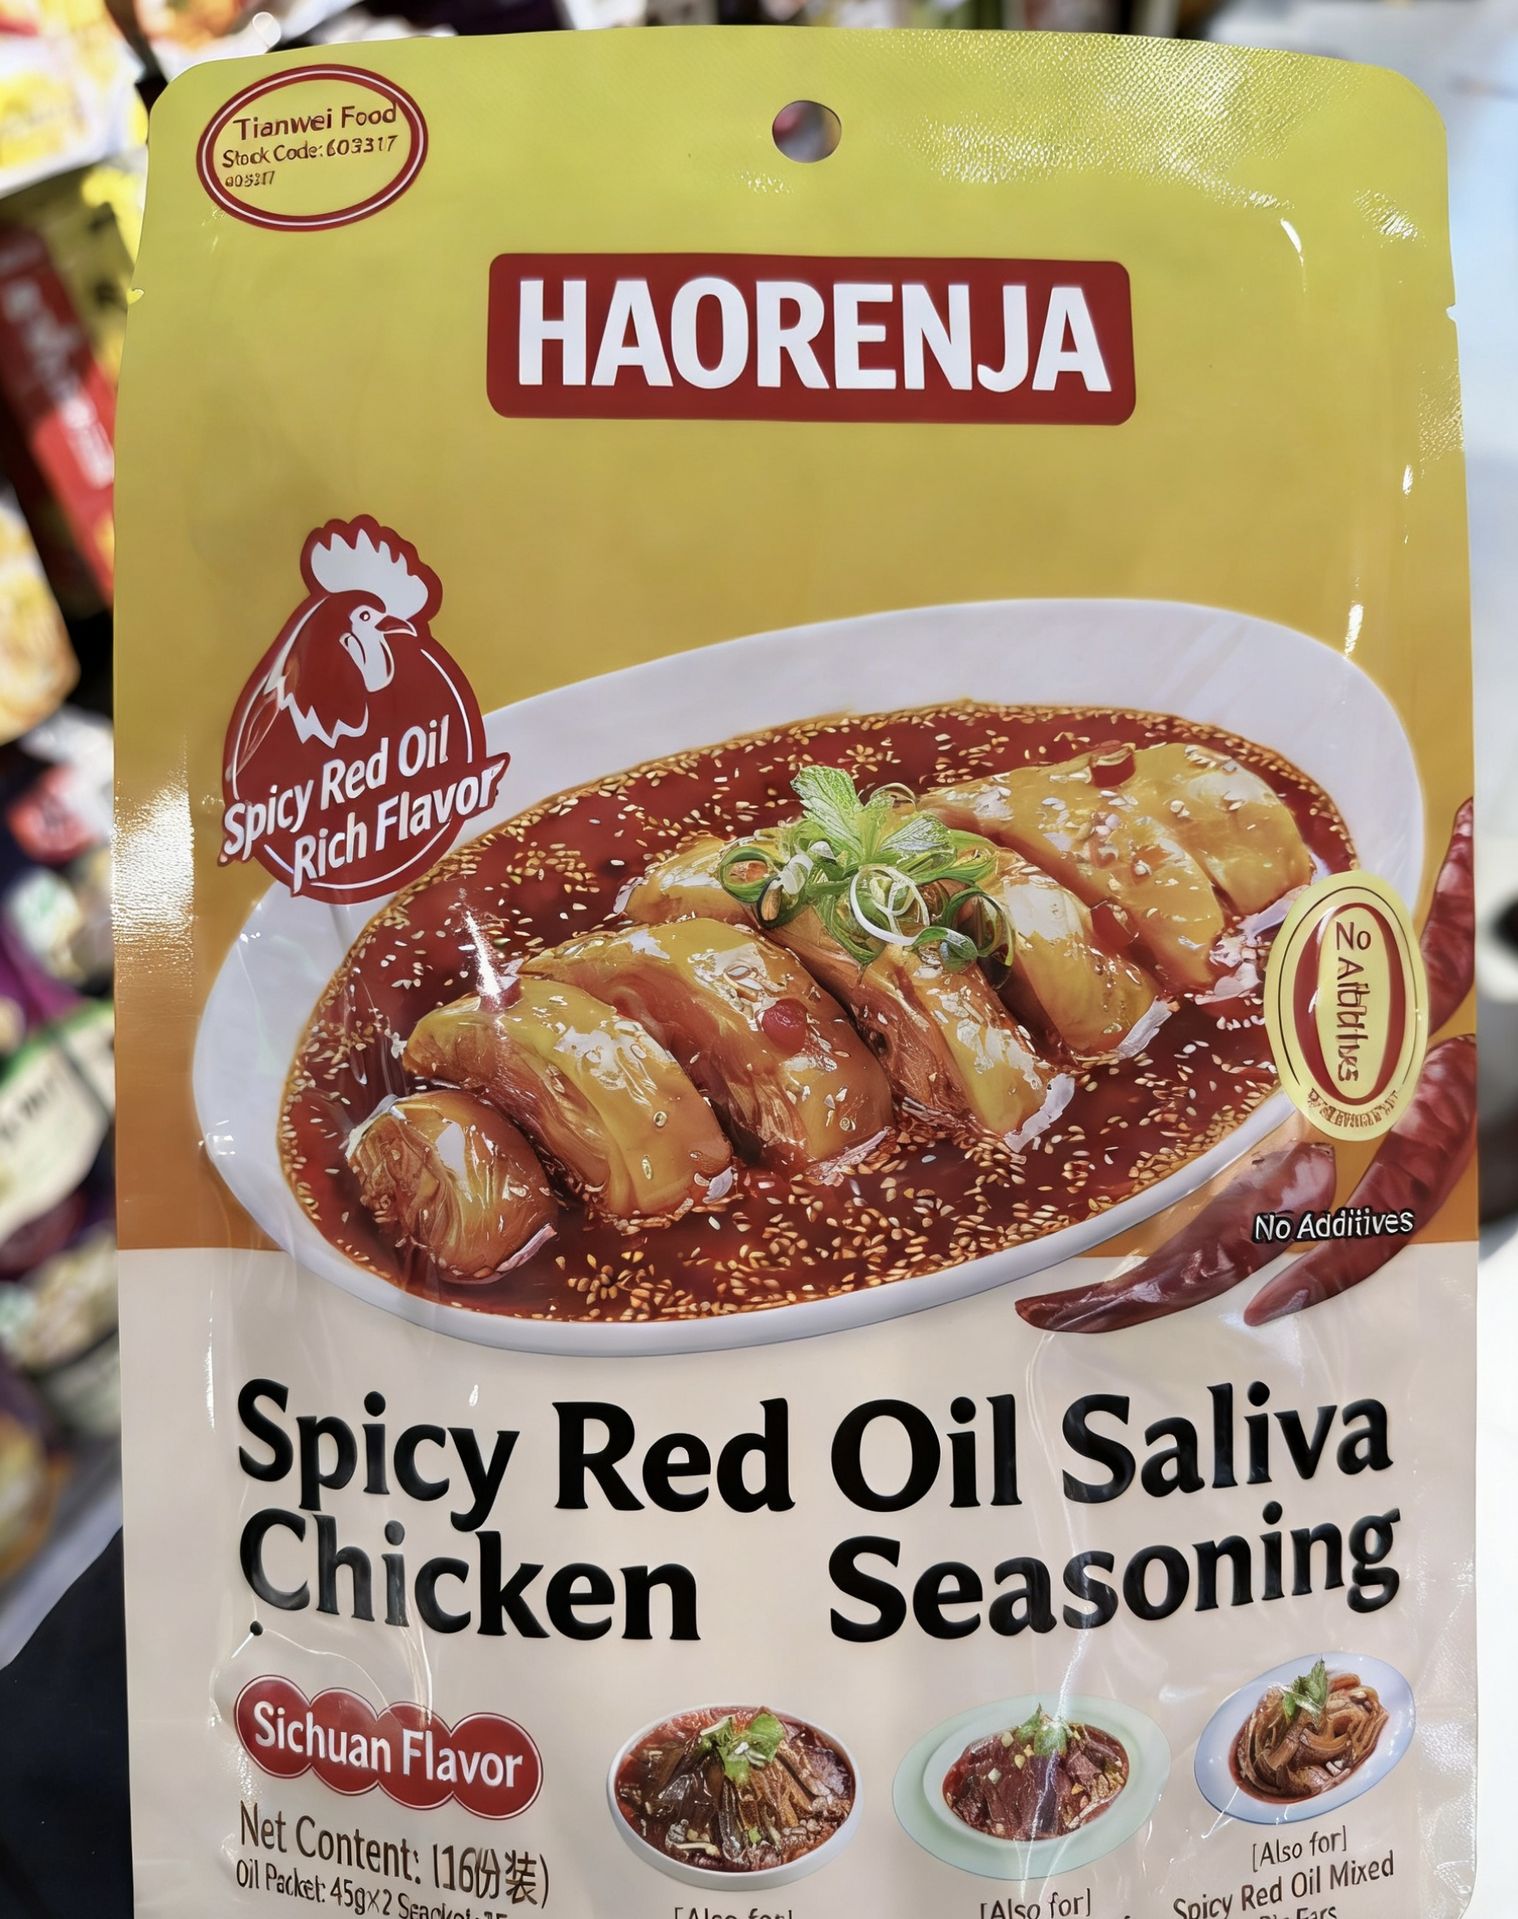 Tianwei Food
Stock Code: 603317
HAORENJA
Spicy Red Oil
Rich Flavor
No
No Additives
Spicy Red Oil Saliva
Chicken Seasoning
Sichuan Flavor
Net Content: (16份装)
Oil Packet: 45g×2
[Also for]
[Also for]
[Also for]
Spicy Red Oil Mixed
Ears